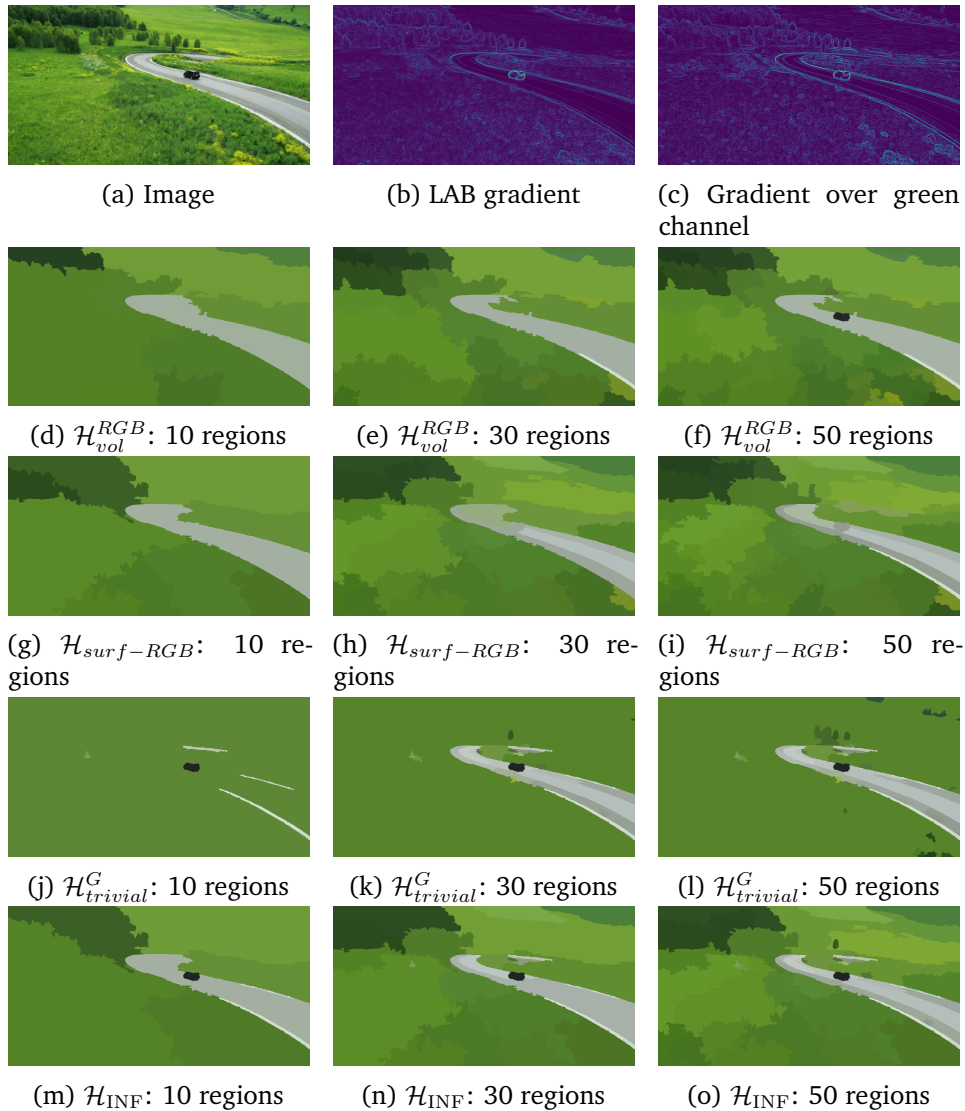 (a) Image
(b) LAB gradient
(c) Gradient over green
channel
(d) $\mathcal{H}_{vol}^{RGB}$: 10 regions
(e) $\mathcal{H}_{vol}^{RGB}$: 30 regions
(f) $\mathcal{H}_{vol}^{RGB}$: 50 regions
(g) $\mathcal{H}_{surf-RGB}$: 10 re-
gions
(h) $\mathcal{H}_{surf-RGB}$: 30 re-
gions
(i) $\mathcal{H}_{surf-RGB}$: 50 re-
gions
(j) $\mathcal{H}_{trivial}^{G}$: 10 regions
(k) $\mathcal{H}_{trivial}^{G}$: 30 regions
(l) $\mathcal{H}_{trivial}^{G}$: 50 regions
(m) $\mathcal{H}_{\text{INF}}$: 10 regions
(n) $\mathcal{H}_{\text{INF}}$: 30 regions
(o) $\mathcal{H}_{\text{INF}}$: 50 regions